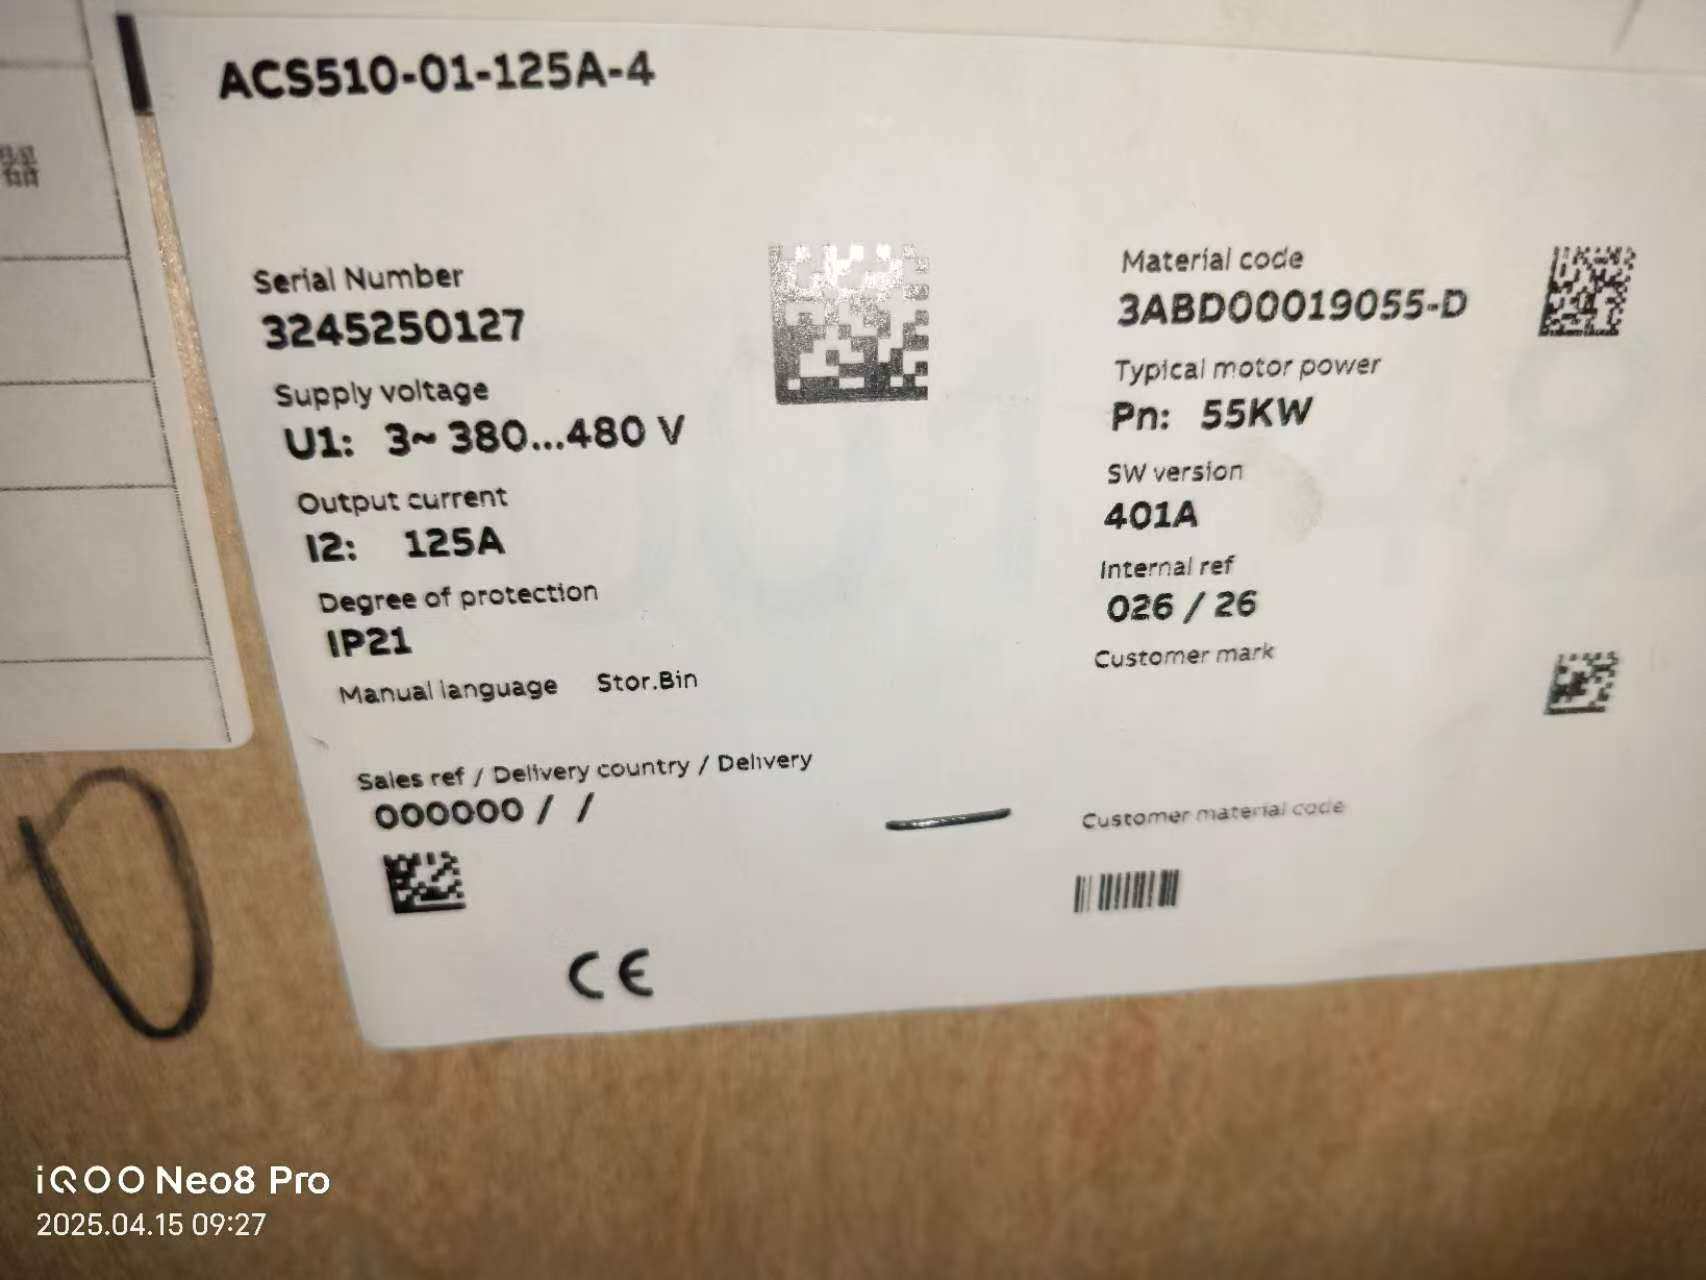 ACS510-01-125A-4
Serial Number
3245250127
Supply voltage
U1: 3~ 380...480 V
Output current
I2: 125A
Degree of protection
IP21
Manual language Stor.Bin
Sales ref / Delivery country / Delivery
000000 / /
CE
Material code
3ABD00019055-D
Typical motor power
Pn: 55KW
SW version
401A
Internal ref
026 / 26
Customer mark
Customer material code
iQOO Neo8 Pro
2025.04.15 09:27